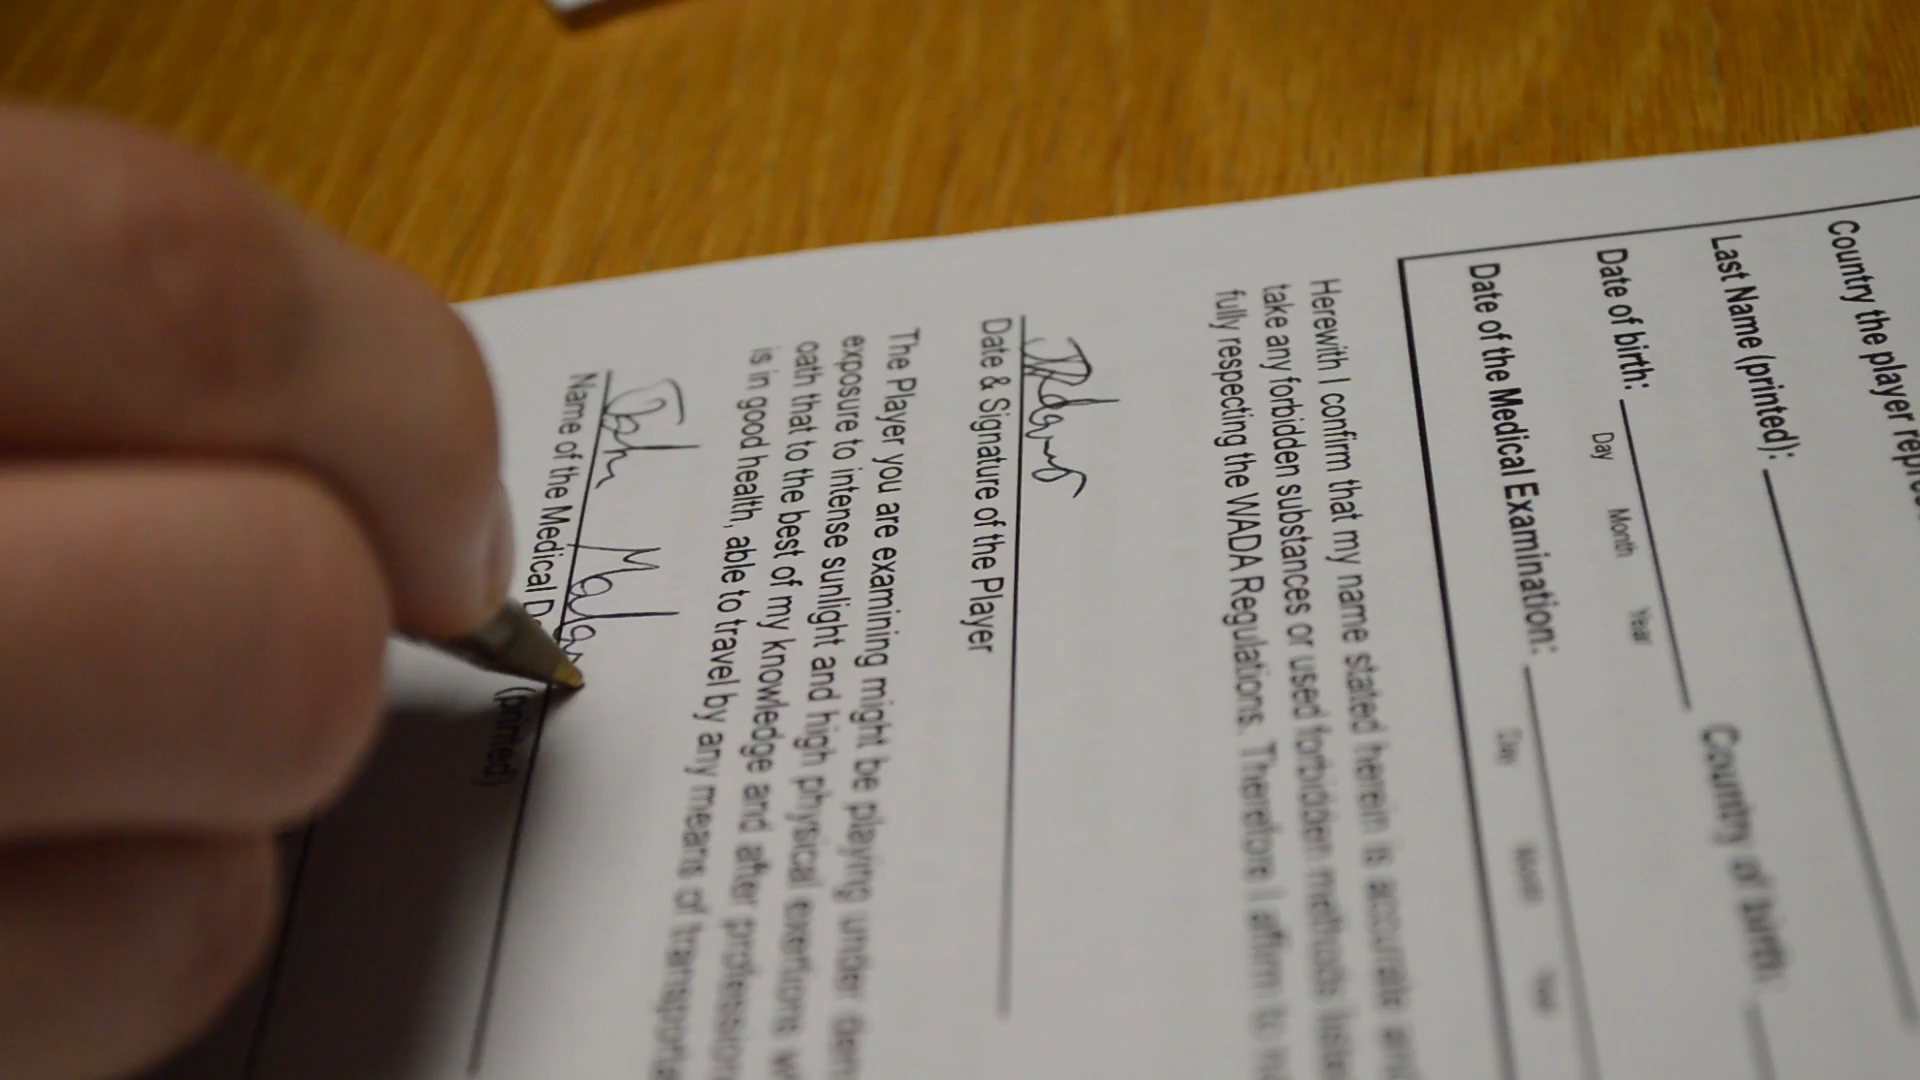 Country the player
Last Name (printed):
Date of birth: Country of birth:
Day Month Year
Date of the Medical Examination:
Day Month Year
Herewith I confirm that my name stated herein is accurate and
take any forbidden substances or used forbidden methods
fully respecting the WADA Regulations. Therefore I affirm to
Date & Signature of the Player
The Player you are examining might be playing under
exposure to intense sunlight and high physical exertions
oath that to the best of my knowledge and after
is in good health, able to travel by any means of
John
Name of the Medical (printed)